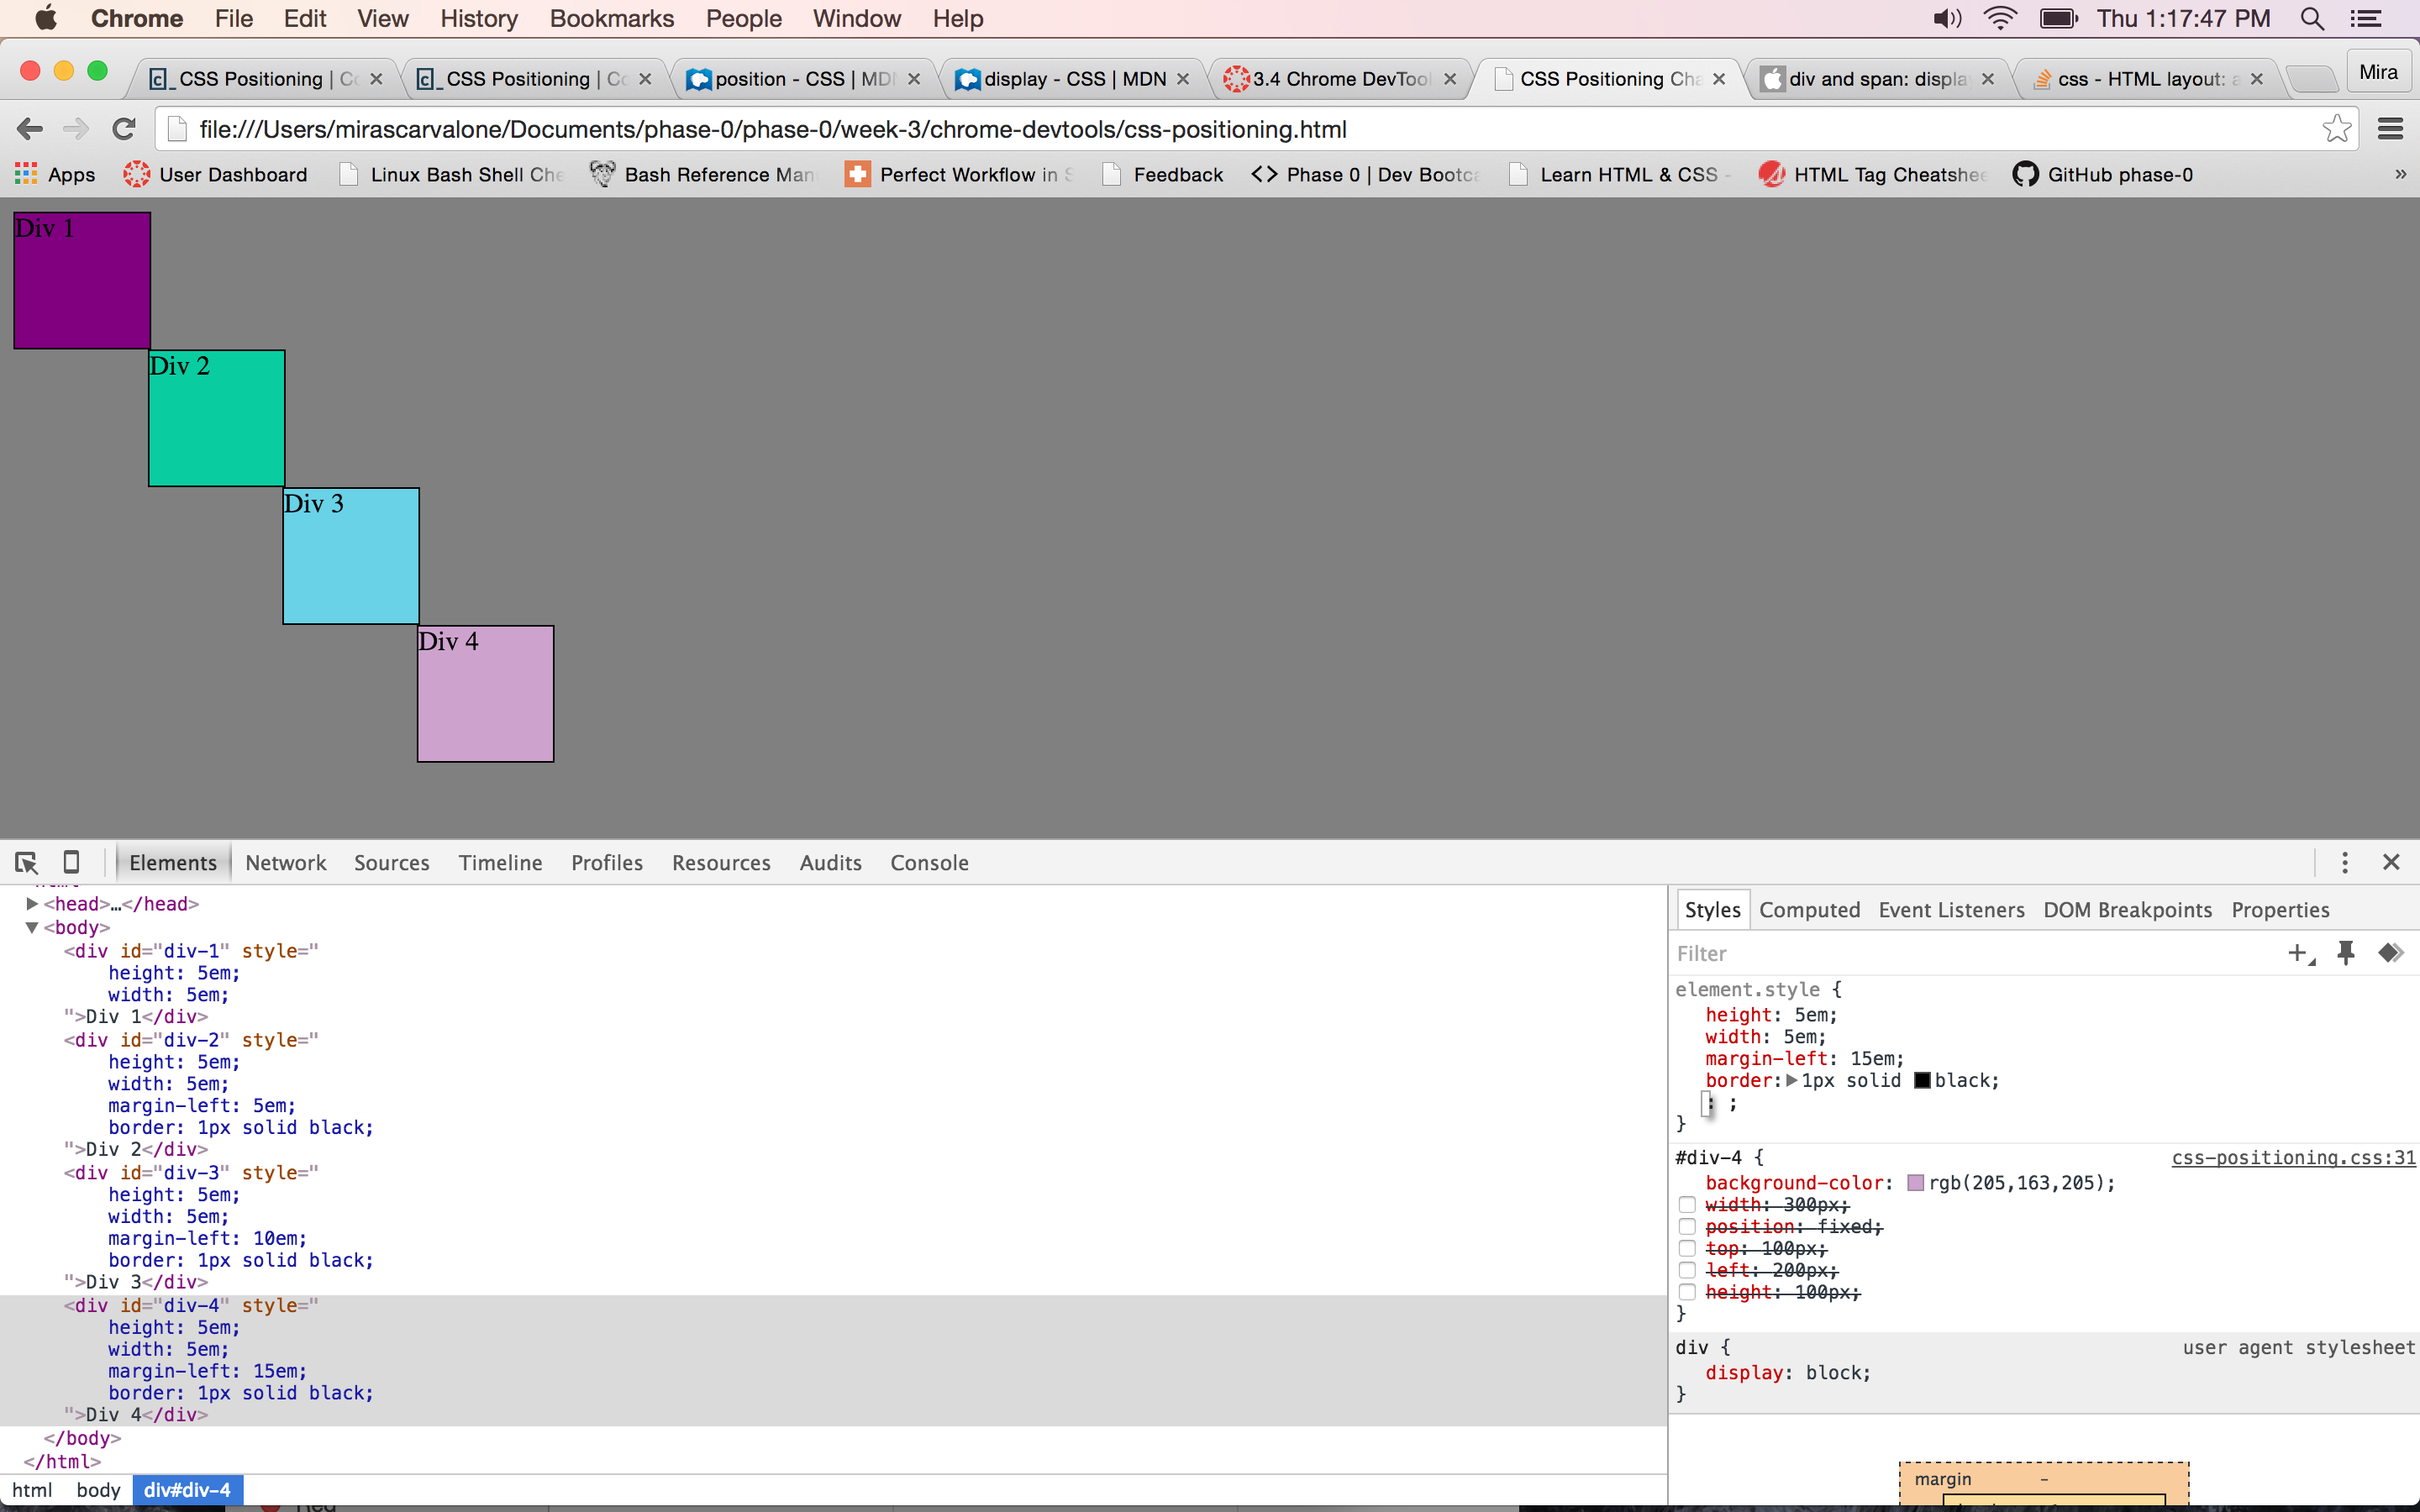 Chrome File Edit View History Bookmarks People Window Help Thu 1:17:47 PM
CSS Positioning | Co CSS Positioning | Co position - CSS | MD display - CSS | MDN 3.4 Chrome DevTool CSS Positioning Cha div and span: displa css - HTML layout: a Mira
file:///Users/mirascarvalone/Documents/phase-0/phase-0/week-3/chrome-devtools/css-positioning.html
Apps User Dashboard Linux Bash Shell Che Bash Reference Man Perfect Workflow in S Feedback <> Phase 0 | Dev Bootca Learn HTML & CSS - HTML Tag Cheatshe GitHub phase-0 »
Div 1
Div 2
Div 3
Div 4
Elements Network Sources Timeline Profiles Resources Audits Console
<head>…</head>
<body>
<div id="div-1" style="
height: 5em;
width: 5em;
">Div 1</div>
<div id="div-2" style="
height: 5em;
width: 5em;
margin-left: 5em;
border: 1px solid black;
">Div 2</div>
<div id="div-3" style="
height: 5em;
width: 5em;
margin-left: 10em;
border: 1px solid black;
">Div 3</div>
<div id="div-4" style="
height: 5em;
width: 5em;
margin-left: 15em;
border: 1px solid black;
">Div 4</div>
</body>
</html>
html body div#div-4
Styles Computed Event Listeners DOM Breakpoints Properties
Filter
element.style {
height: 5em;
width: 5em;
margin-left: 15em;
border: 1px solid black;
: ;
}
#div-4 { css-positioning.css:31
background-color: rgb(205,163,205);
width: 300px;
position: fixed;
top: 100px;
left: 200px;
height: 100px;
}
div { user agent stylesheet
display: block;
}
margin -